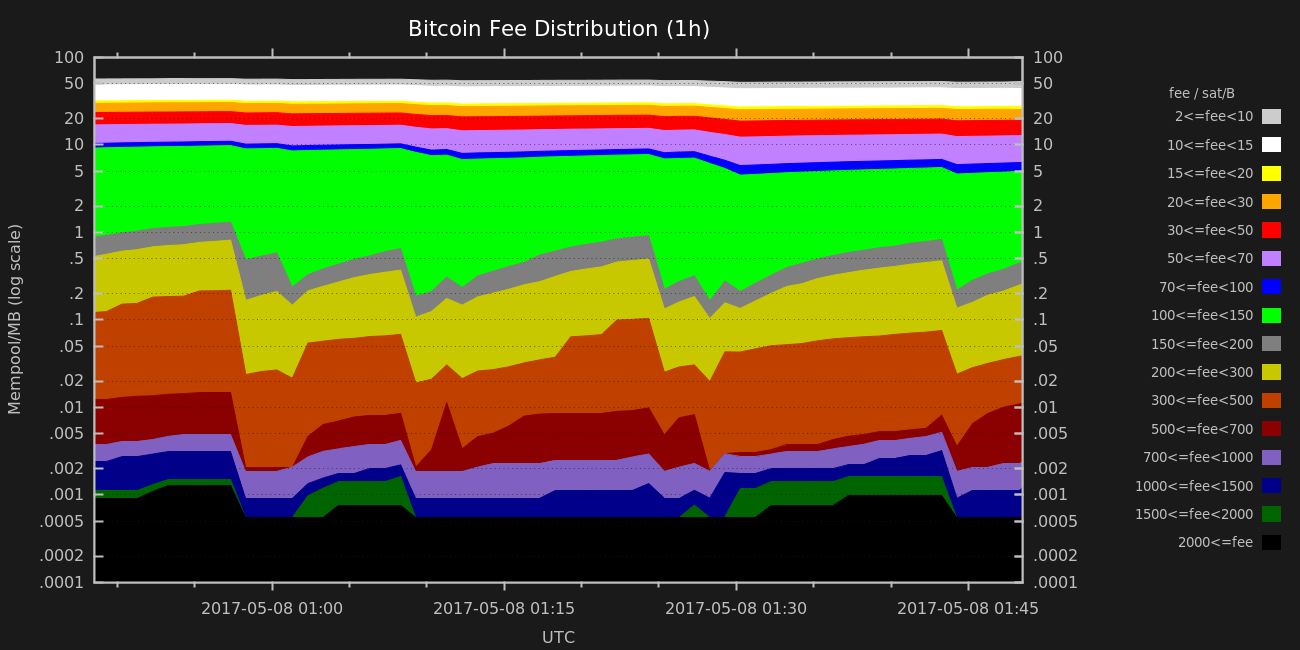 Bitcoin Fee Distribution (1h)
Mempool/MB (log scale)
100
50
20
10
5
2
1
.5
.2
.1
.05
.02
.01
.005
.002
.001
.0005
.0002
.0001
100
50
20
10
5
2
1
.5
.2
.1
.05
.02
.01
.005
.002
.001
.0005
.0002
.0001
2017-05-08 01:00
2017-05-08 01:15
2017-05-08 01:30
2017-05-08 01:45
UTC
fee / sat/B
2<=fee<10
10<=fee<15
15<=fee<20
20<=fee<30
30<=fee<50
50<=fee<70
70<=fee<100
100<=fee<150
150<=fee<200
200<=fee<300
300<=fee<500
500<=fee<700
700<=fee<1000
1000<=fee<1500
1500<=fee<2000
2000<=fee